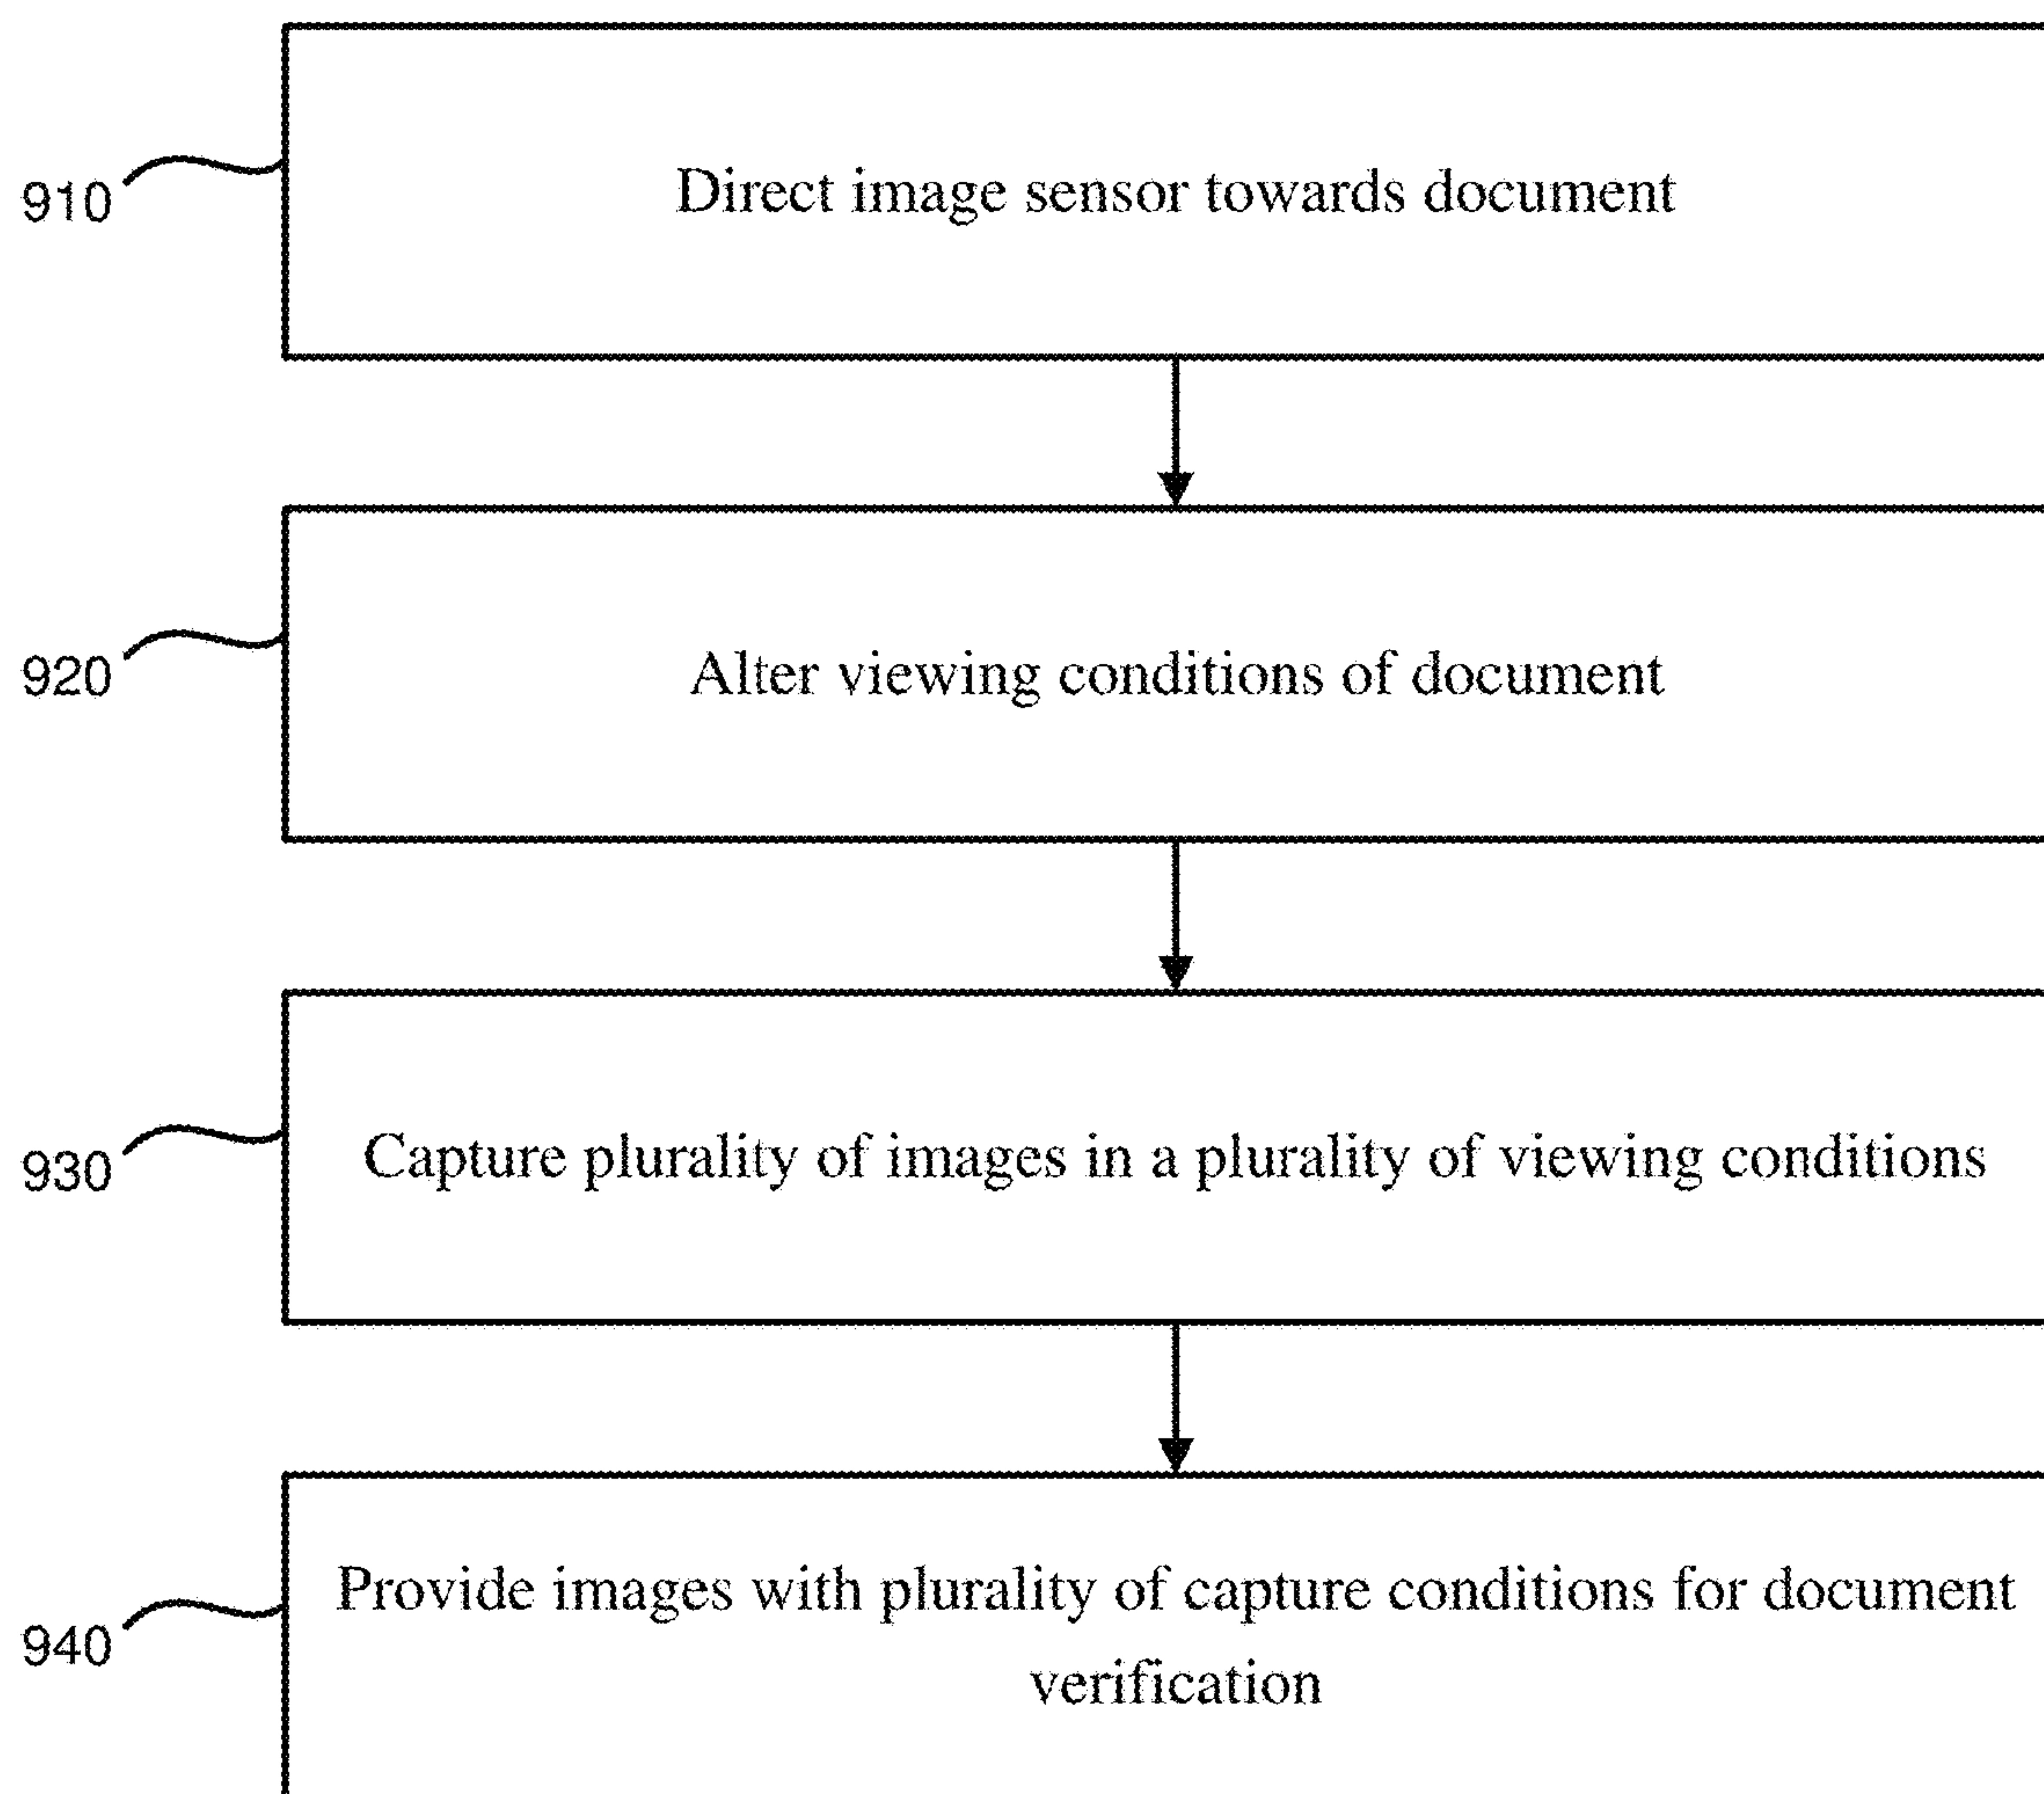 910
Direct image sensor towards document
920
Alter viewing conditions of document
930
Capture plurality of images in a plurality of viewing conditions
940
Provide images with plurality of capture conditions for document
verification